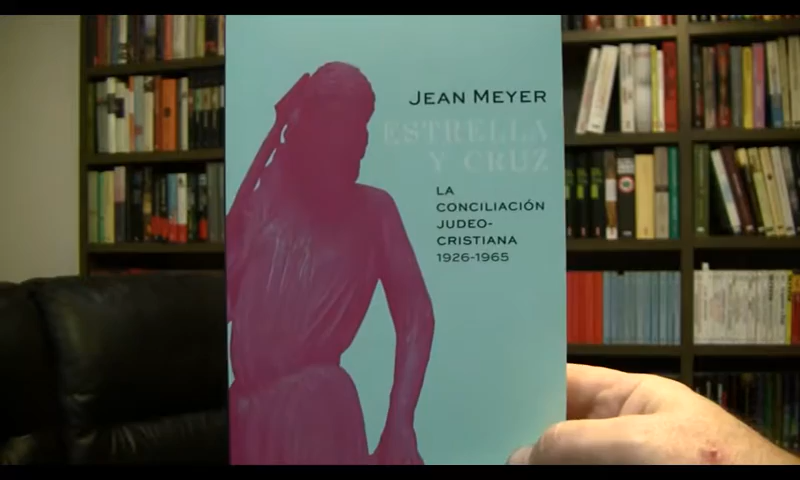 JEAN MEYER
ESTRELLA
Y CRUZ
LA
CONCILIACIÓN
JUDEO-
CRISTIANA
1926-1965